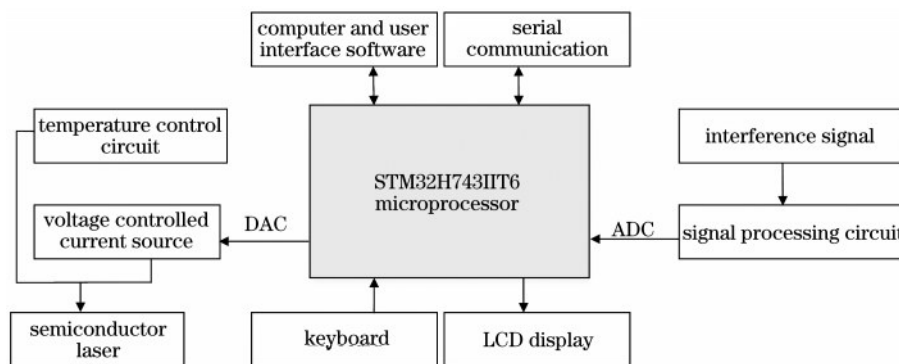 computer and user
interface software
serial
communication
temperature control
circuit
STM32H743IIT6
microprocessor
interference signal
voltage controlled
current source
DAC
ADC
signal processing circuit
semiconductor
laser
keyboard
LCD display